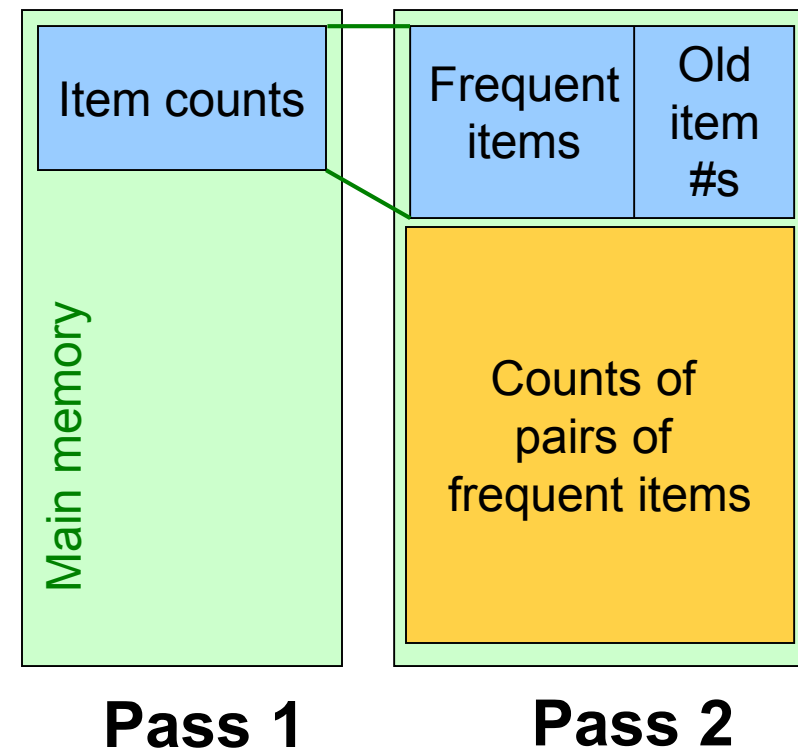 Item counts
Frequent
items
Old
item
#s
Main memory
Counts of
pairs of
frequent items
Pass 1
Pass 2